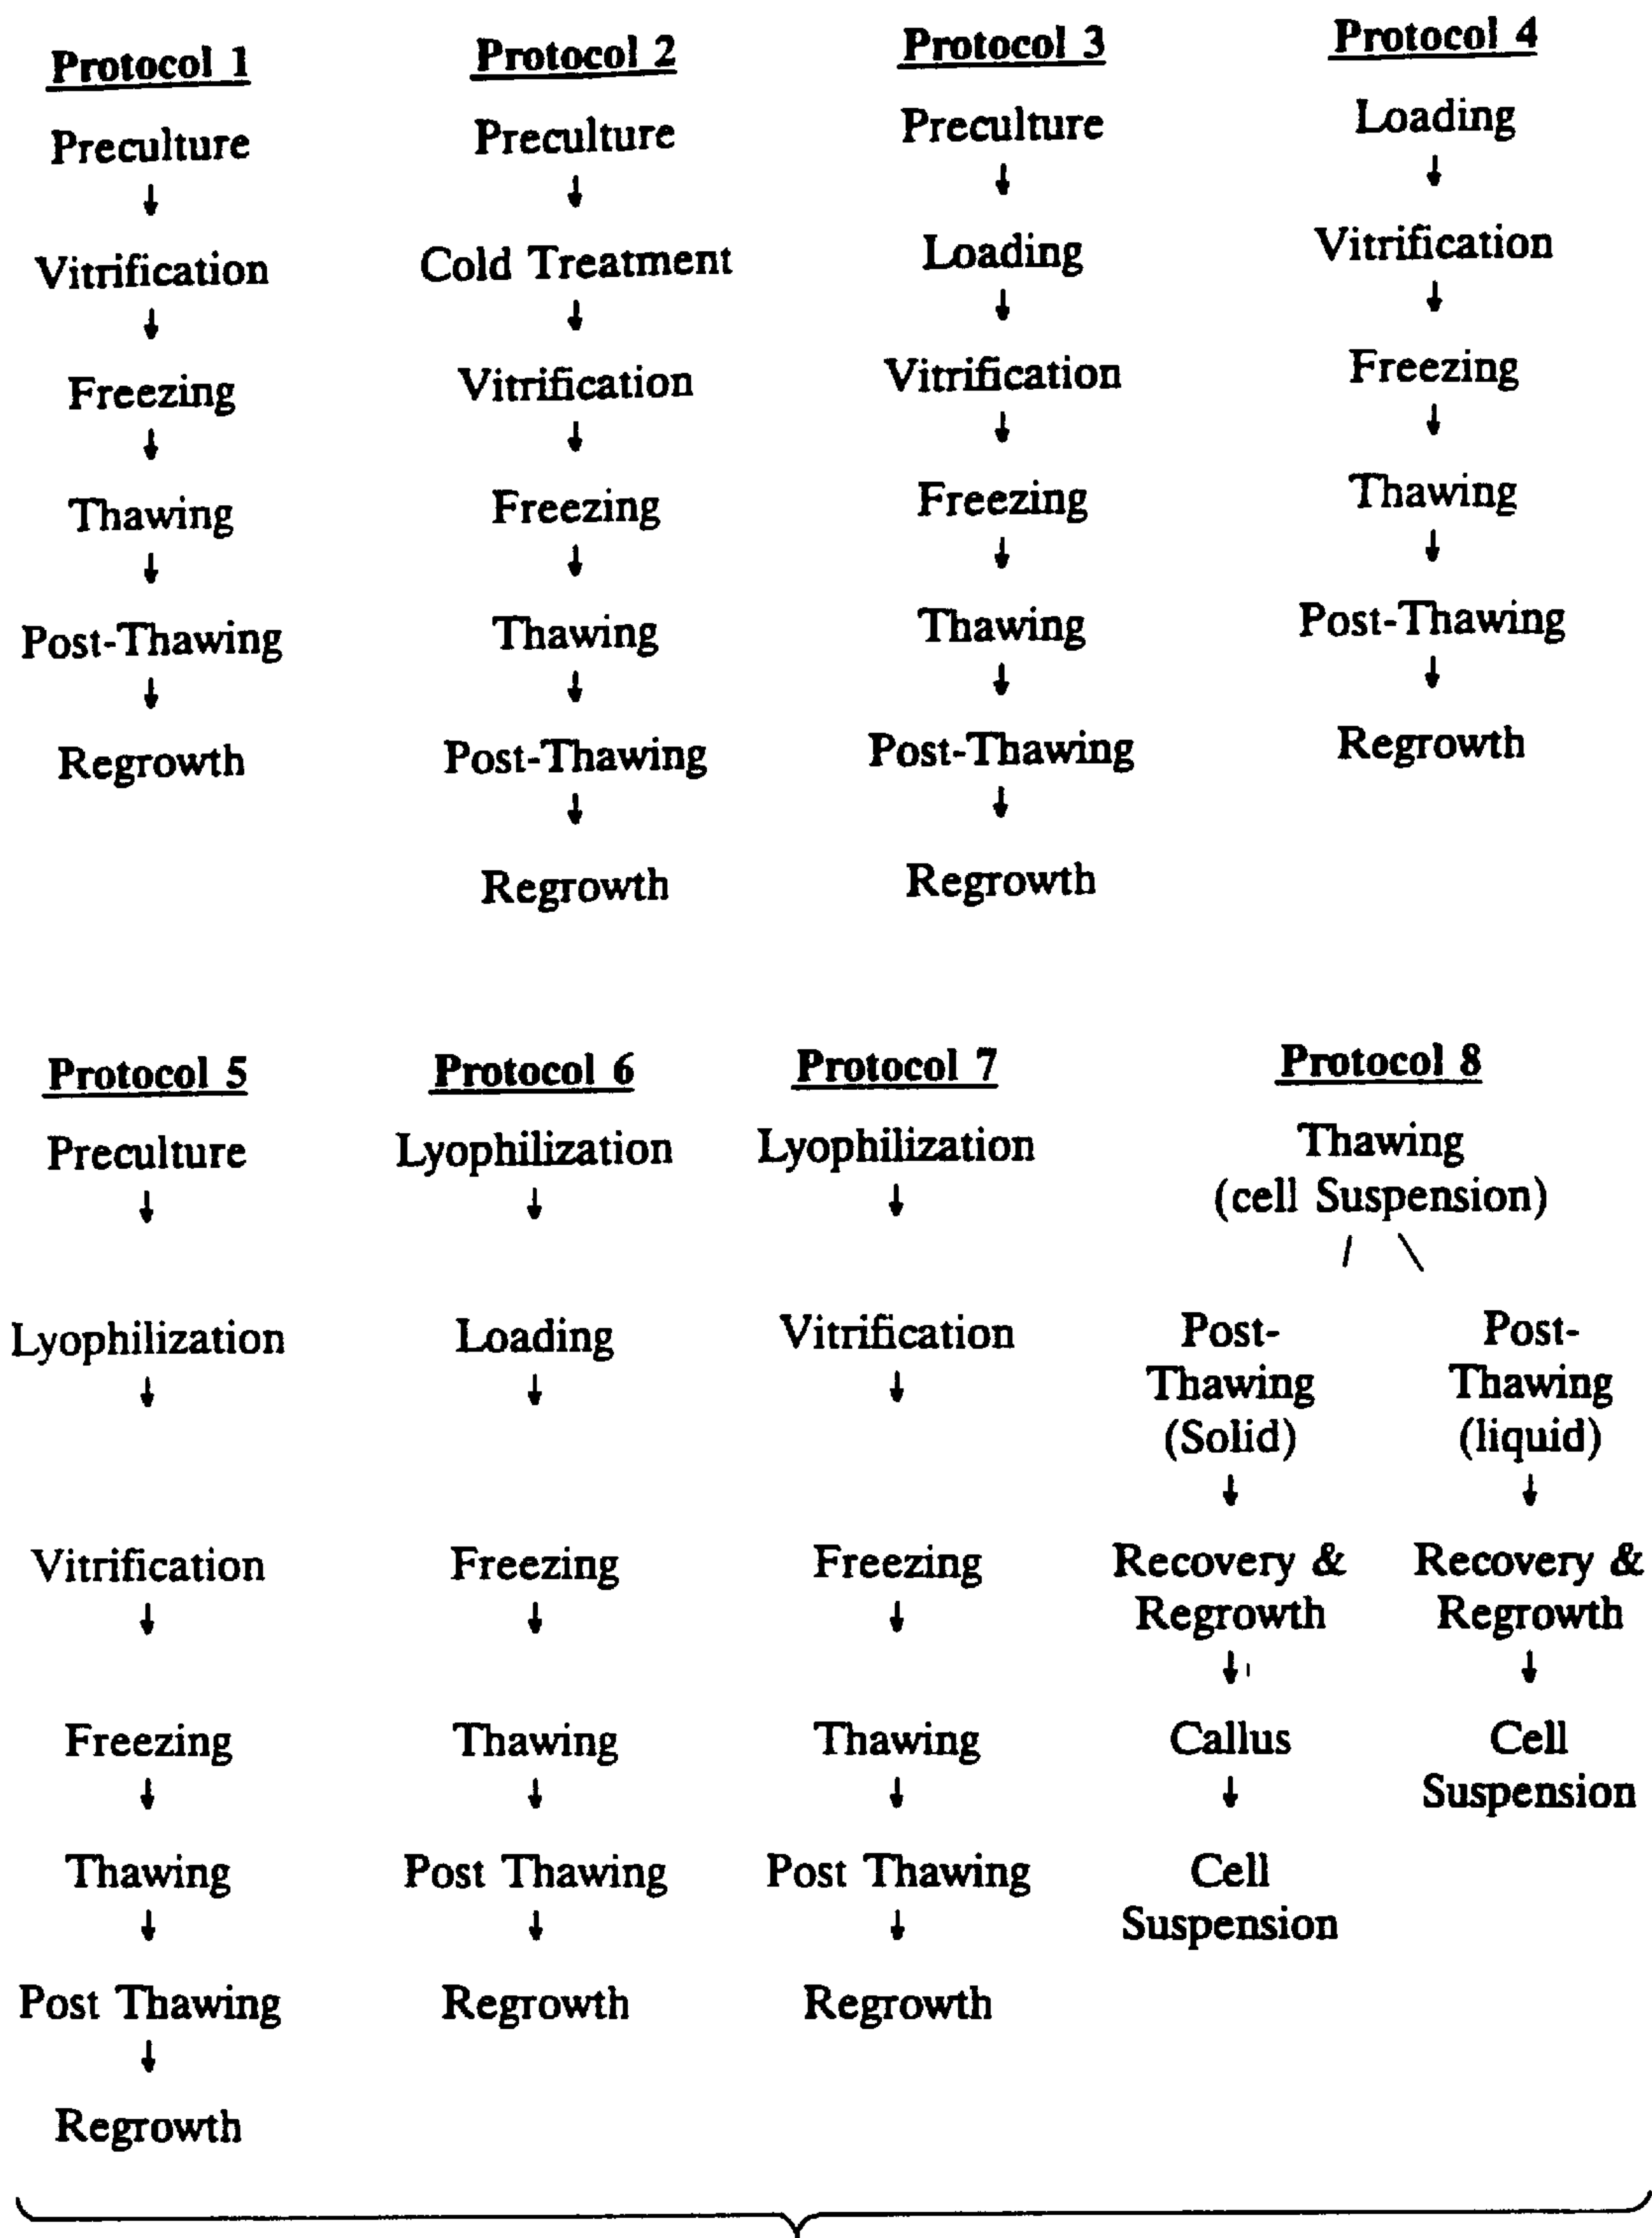 Protocol 1
Preculture
↓
Vitrification
↓
Freezing
↓
Thawing
↓
Post-Thawing
↓
Regrowth
Protocol 2
Preculture
↓
Cold Treatment
↓
Vitrification
↓
Freezing
↓
Thawing
↓
Post-Thawing
↓
Regrowth
Protocol 3
Preculture
↓
Loading
↓
Vitrification
↓
Freezing
↓
Thawing
↓
Post-Thawing
↓
Regrowth
Protocol 4
Loading
↓
Vitrification
↓
Freezing
↓
Thawing
↓
Post-Thawing
↓
Regrowth
Protocol 5
Preculture
↓
Lyophilization
↓
Vitrification
↓
Freezing
↓
Thawing
↓
Post Thawing
↓
Regrowth
Protocol 6
Lyophilization
↓
Loading
↓
Freezing
↓
Thawing
↓
Post Thawing
↓
Regrowth
Protocol 7
Lyophilization
↓
Vitrification
↓
Freezing
↓
Thawing
↓
Post Thawing
↓
Regrowth
Protocol 8
Thawing
(cell Suspension)
/ \
Post-
Thawing
(Solid)
↓
Recovery &
Regrowth
↓
Callus
↓
Cell
Suspension
Post-
Thawing
(liquid)
↓
Recovery &
Regrowth
↓
Cell
Suspension